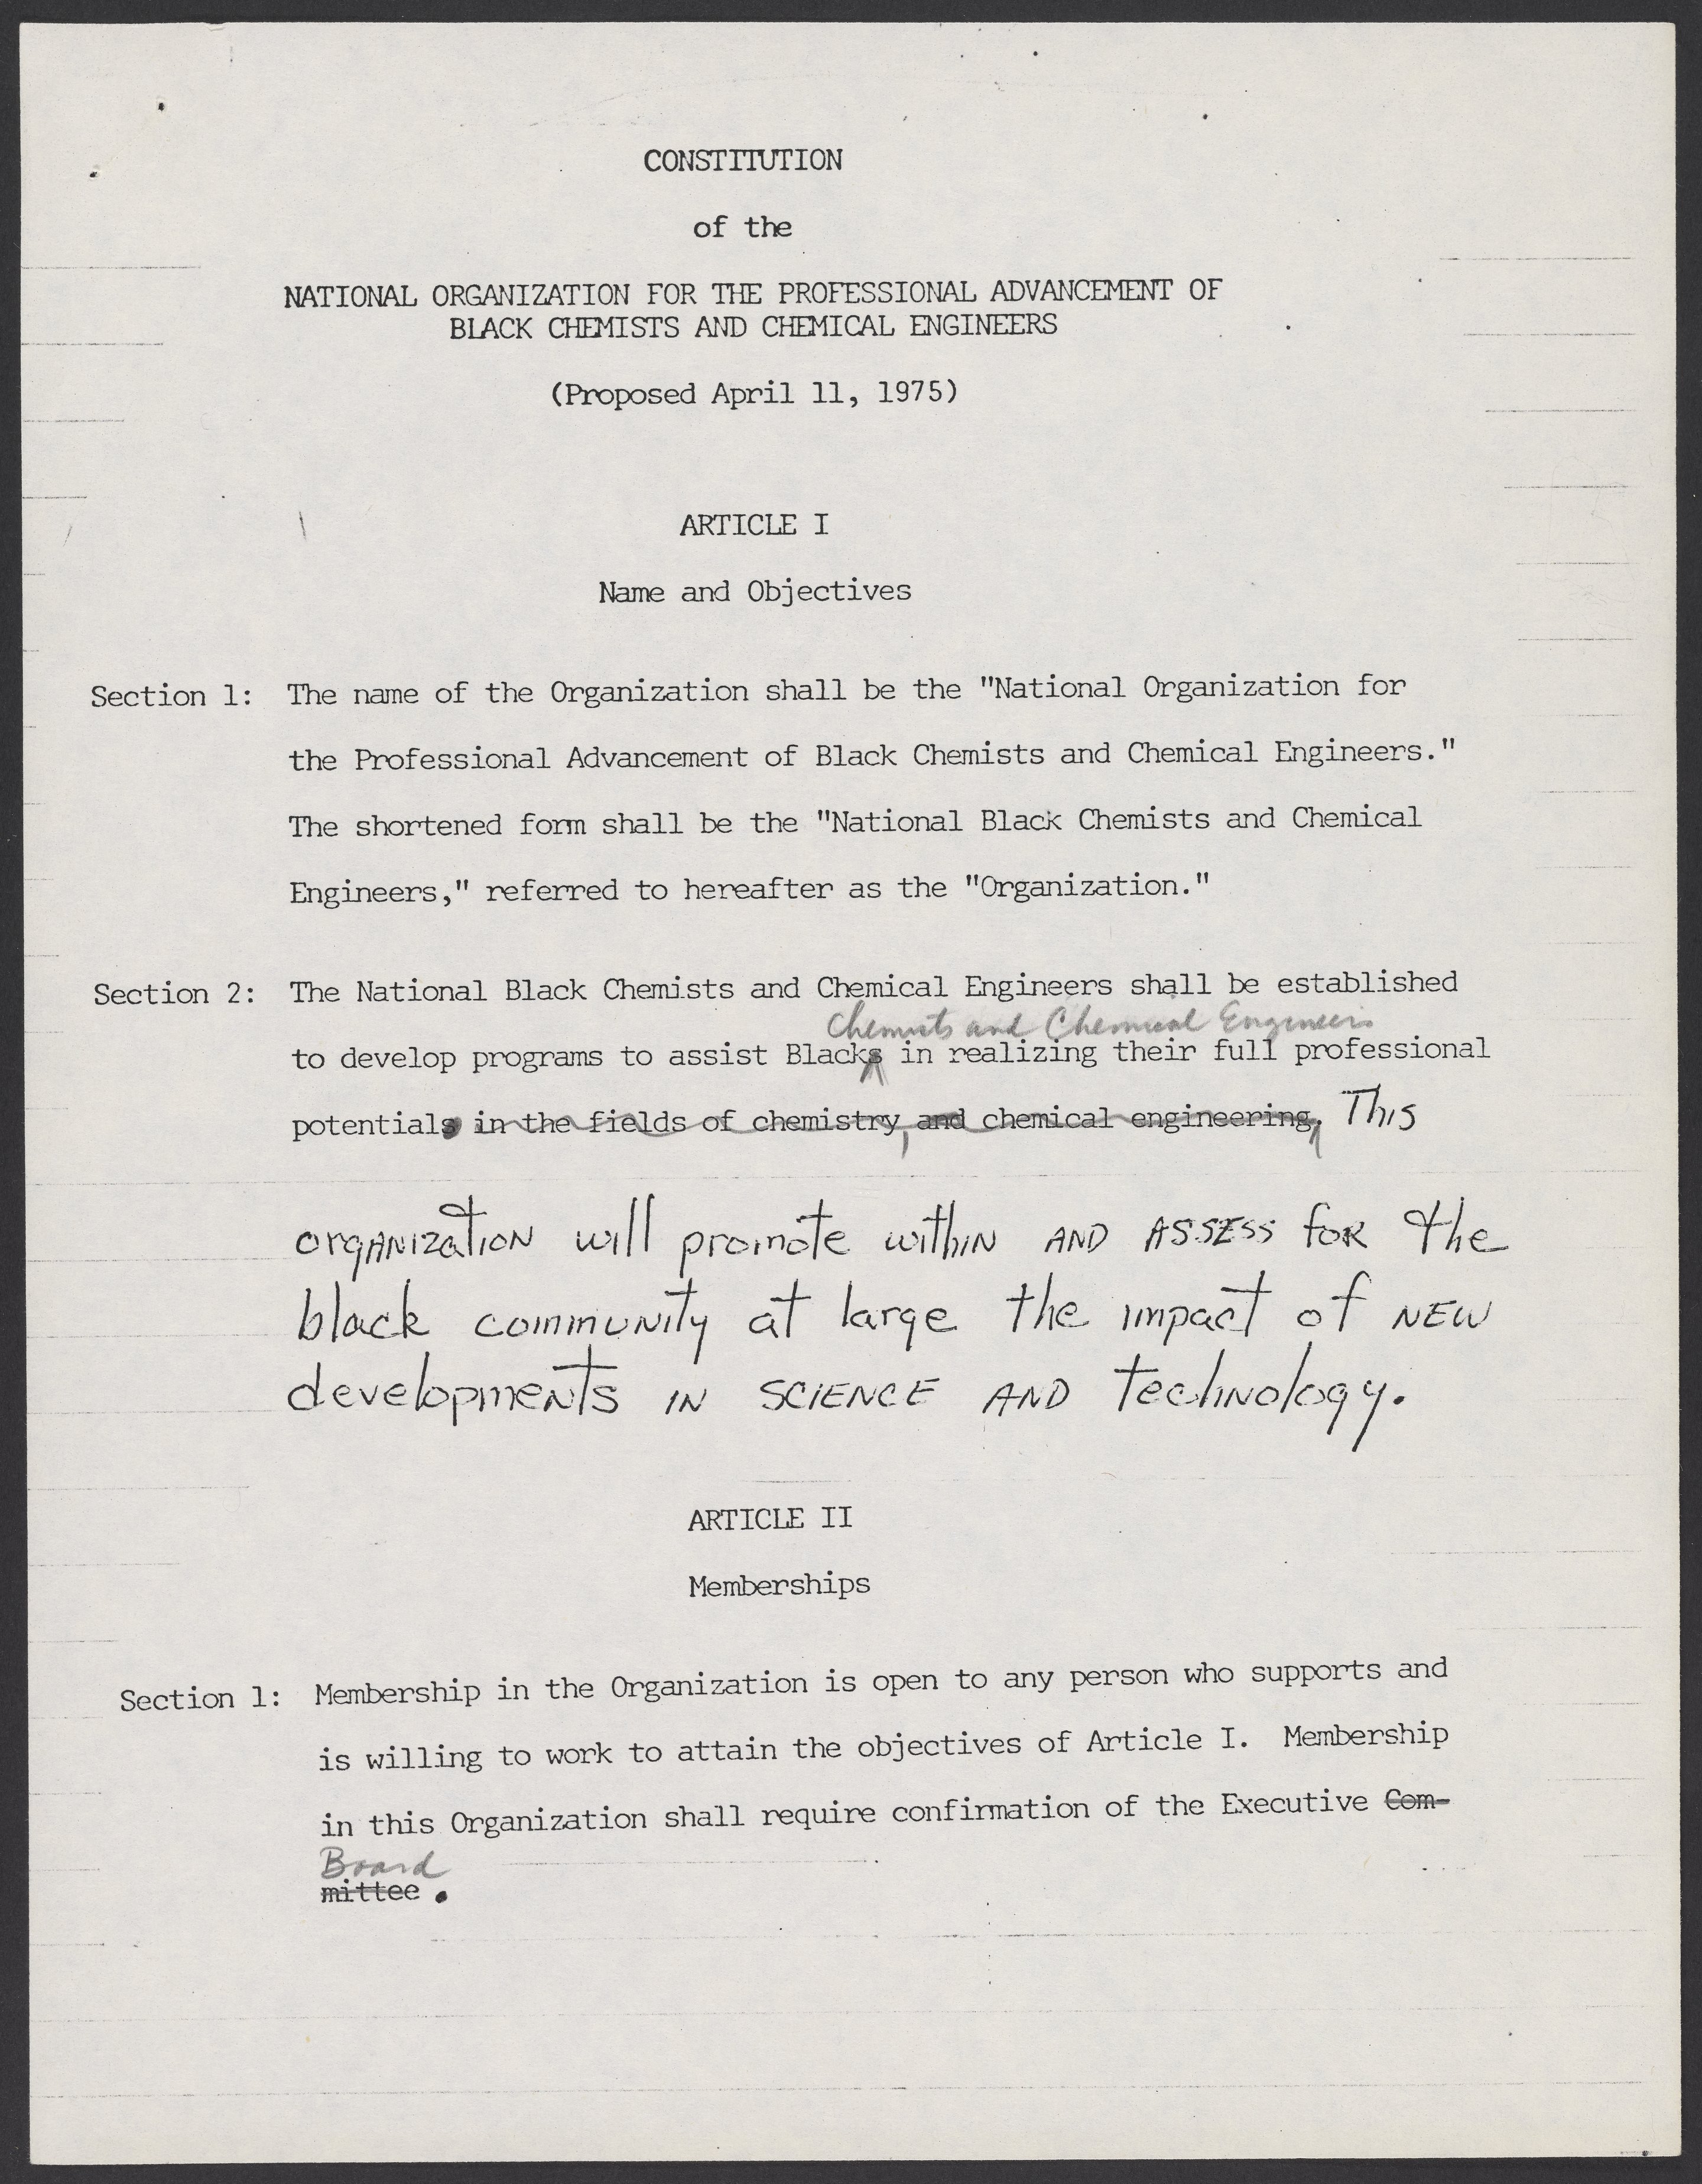 CONSTITUTION
of the
NATIONAL ORGANIZATION FOR THE PROFESSIONAL ADVANCEMENT OF
BLACK CHEMISTS AND CHEMICAL ENGINEERS
(Proposed April 11, 1975)
ARTICLE I
Name and Objectives
Section 1: The name of the Organization shall be the "National Organization for
the Professional Advancement of Black Chemists and Chemical Engineers."
The shortened form shall be the "National Black Chemists and Chemical
Engineers," referred to hereafter as the "Organization."
Section 2: The National Black Chemists and Chemical Engineers shall be established
Chemists and Chemical Engineers
to develop programs to assist Blacks in realizing their full professional
potentials in the fields of chemistry, and chemical engineering. This
organization will promote within AND ASSESS for the
black community at large the impact of NEW
developments IN SCIENCE AND technology.
ARTICLE II
Memberships
Section 1: Membership in the Organization is open to any person who supports and
is willing to work to attain the objectives of Article I. Membership
in this Organization shall require confirmation of the Executive Com-
Board
mittee.